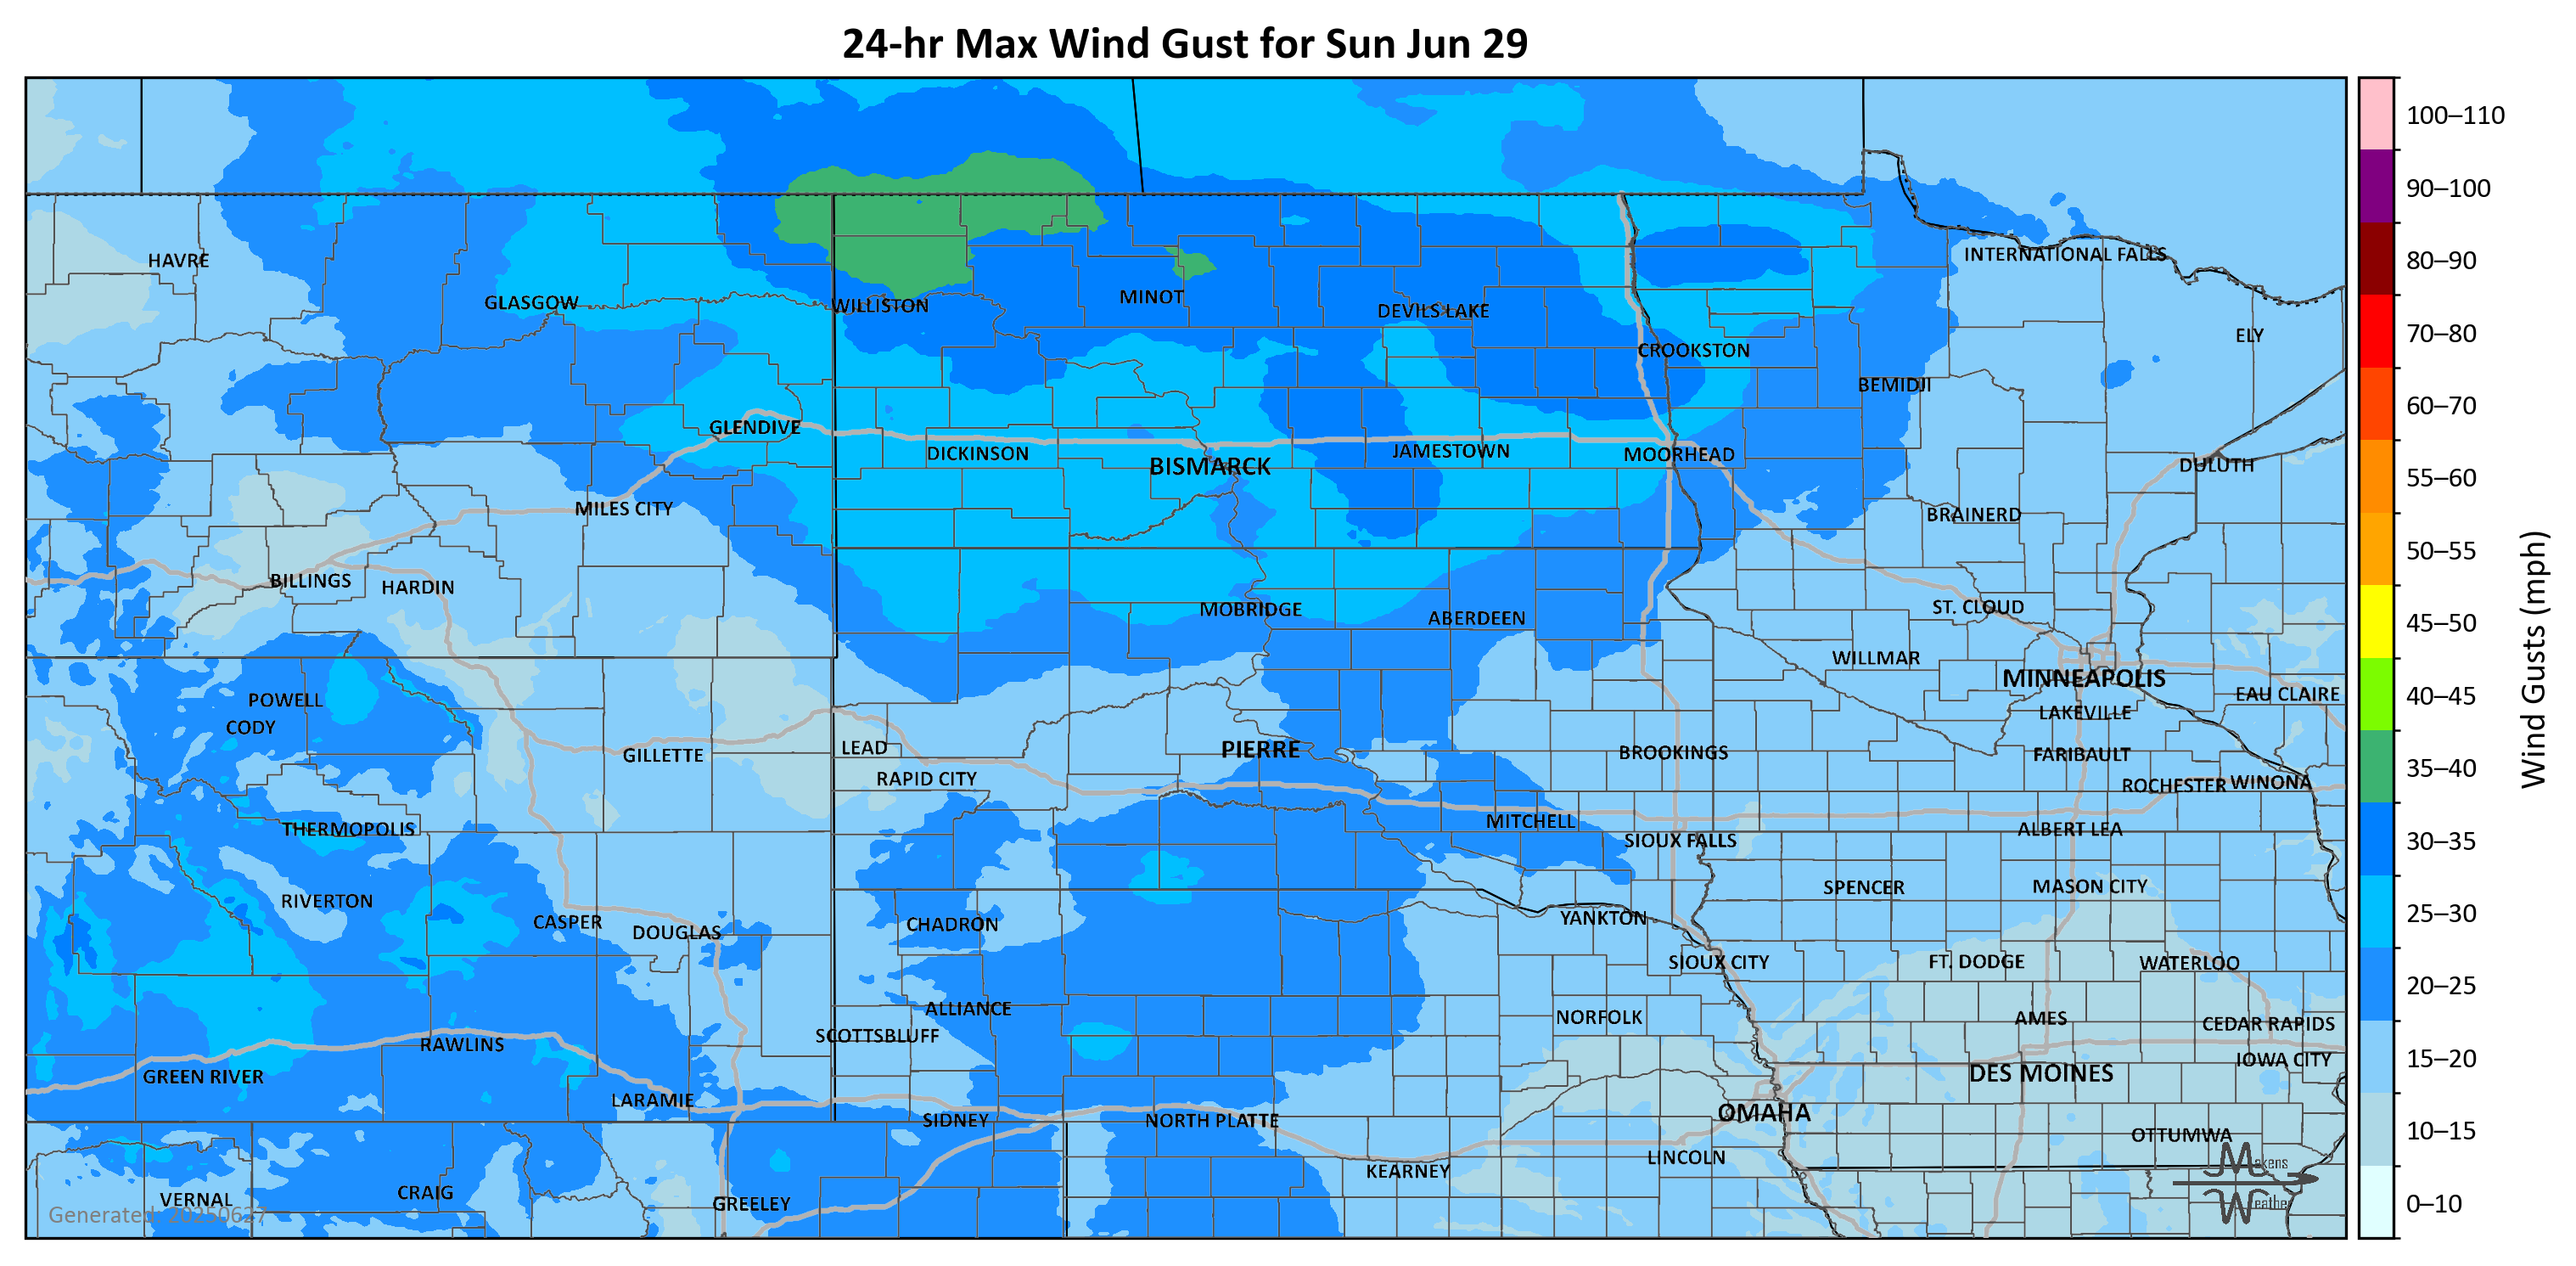 24-hr Max Wind Gust for Sun Jun 29
100–110
90–100
80–90
70–80
60–70
55–60
50–55
45–50
40–45
35–40
30–35
25–30
20–25
15–20
10–15
0–10
Wind Gusts (mph)
HAVRE
INTERNATIONAL FALLS
GLASGOW
WILLISTON
MINOT
DEVILS LAKE
ELY
CROOKSTON
BEMIDJI
GLENDIVE
DICKINSON
BISMARCK
JAMESTOWN
MOORHEAD
DULUTH
MILES CITY
BRAINERD
BILLINGS
HARDIN
MOBRIDGE
ABERDEEN
ST. CLOUD
WILLMAR
MINNEAPOLIS
POWELL
EAU CLAIRE
CODY
LAKEVILLE
GILLETTE
LEAD
PIERRE
BROOKINGS
FARIBAULT
RAPID CITY
ROCHESTER
WINONA
THERMOPOLIS
MITCHELL
ALBERT LEA
SIOUX FALLS
RIVERTON
SPENCER
MASON CITY
CASPER
DOUGLAS
CHADRON
YANKTON
SIOUX CITY
FT. DODGE
WATERLOO
ALLIANCE
NORFOLK
AMES
CEDAR RAPIDS
SCOTTSBLUFF
RAWLINS
IOWA CITY
GREEN RIVER
DES MOINES
LARAMIE
SIDNEY
NORTH PLATTE
OMAHA
OTTUMWA
LINCOLN
KEARNEY
VERNAL
CRAIG
GREELEY
Generated: 20250627
Makens
Weather